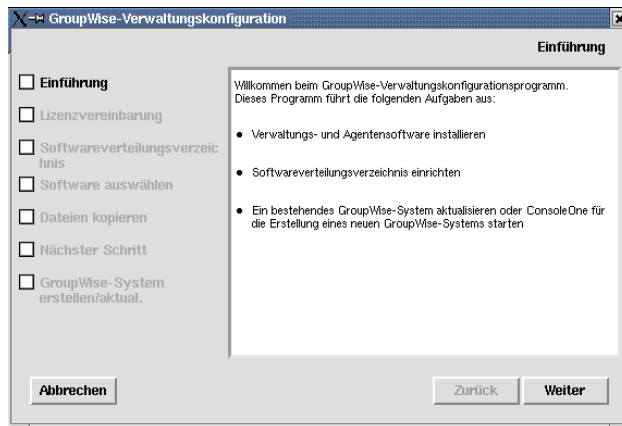 GroupWise-Verwaltungskonfiguration
Einführung
Einführung
Lizenzvereinbarung
Softwareverteilungsverzeic
hnis
Software auswählen
Dateien kopieren
Nächster Schritt
GroupWise-System
erstellen/aktual.
Willkommen beim GroupWise-Verwaltungskonfigurationsprogramm.
Dieses Programm führt die folgenden Aufgaben aus:
● Verwaltungs- und Agentensoftware installieren
● Softwareverteilungsverzeichnis einrichten
● Ein bestehendes GroupWise-System aktualisieren oder ConsoleOne für
die Erstellung eines neuen GroupWise-Systems starten
Abbrechen
Zurück
Weiter